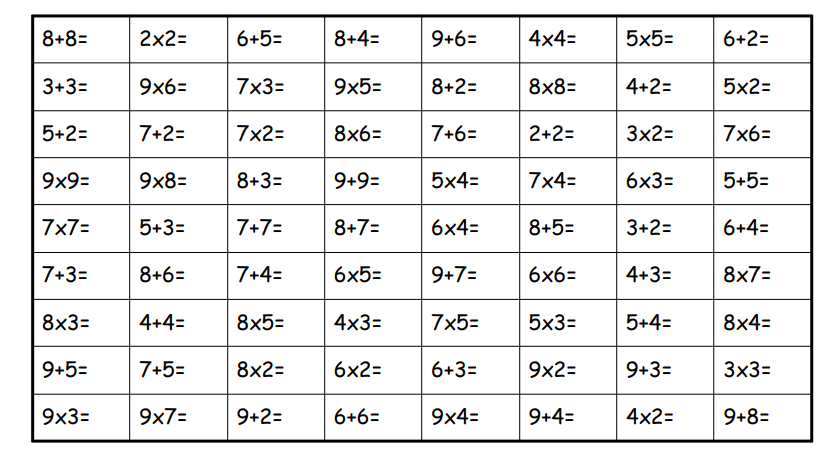 8+8= 2x2= 6+5= 8+4= 9+6= 4x4= 5x5= 6+2=
3+3= 9x6= 7x3= 9x5= 8+2= 8x8= 4+2= 5x2=
5+2= 7+2= 7x2= 8x6= 7+6= 2+2= 3x2= 7x6=
9x9= 9x8= 8+3= 9+9= 5x4= 7x4= 6x3= 5+5=
7x7= 5+3= 7+7= 8+7= 6x4= 8+5= 3+2= 6+4=
7+3= 8+6= 7+4= 6x5= 9+7= 6x6= 4+3= 8x7=
8x3= 4+4= 8x5= 4x3= 7x5= 5x3= 5+4= 8x4=
9+5= 7+5= 8x2= 6x2= 6+3= 9x2= 9+3= 3x3=
9x3= 9x7= 9+2= 6+6= 9x4= 9+4= 4x2= 9+8=